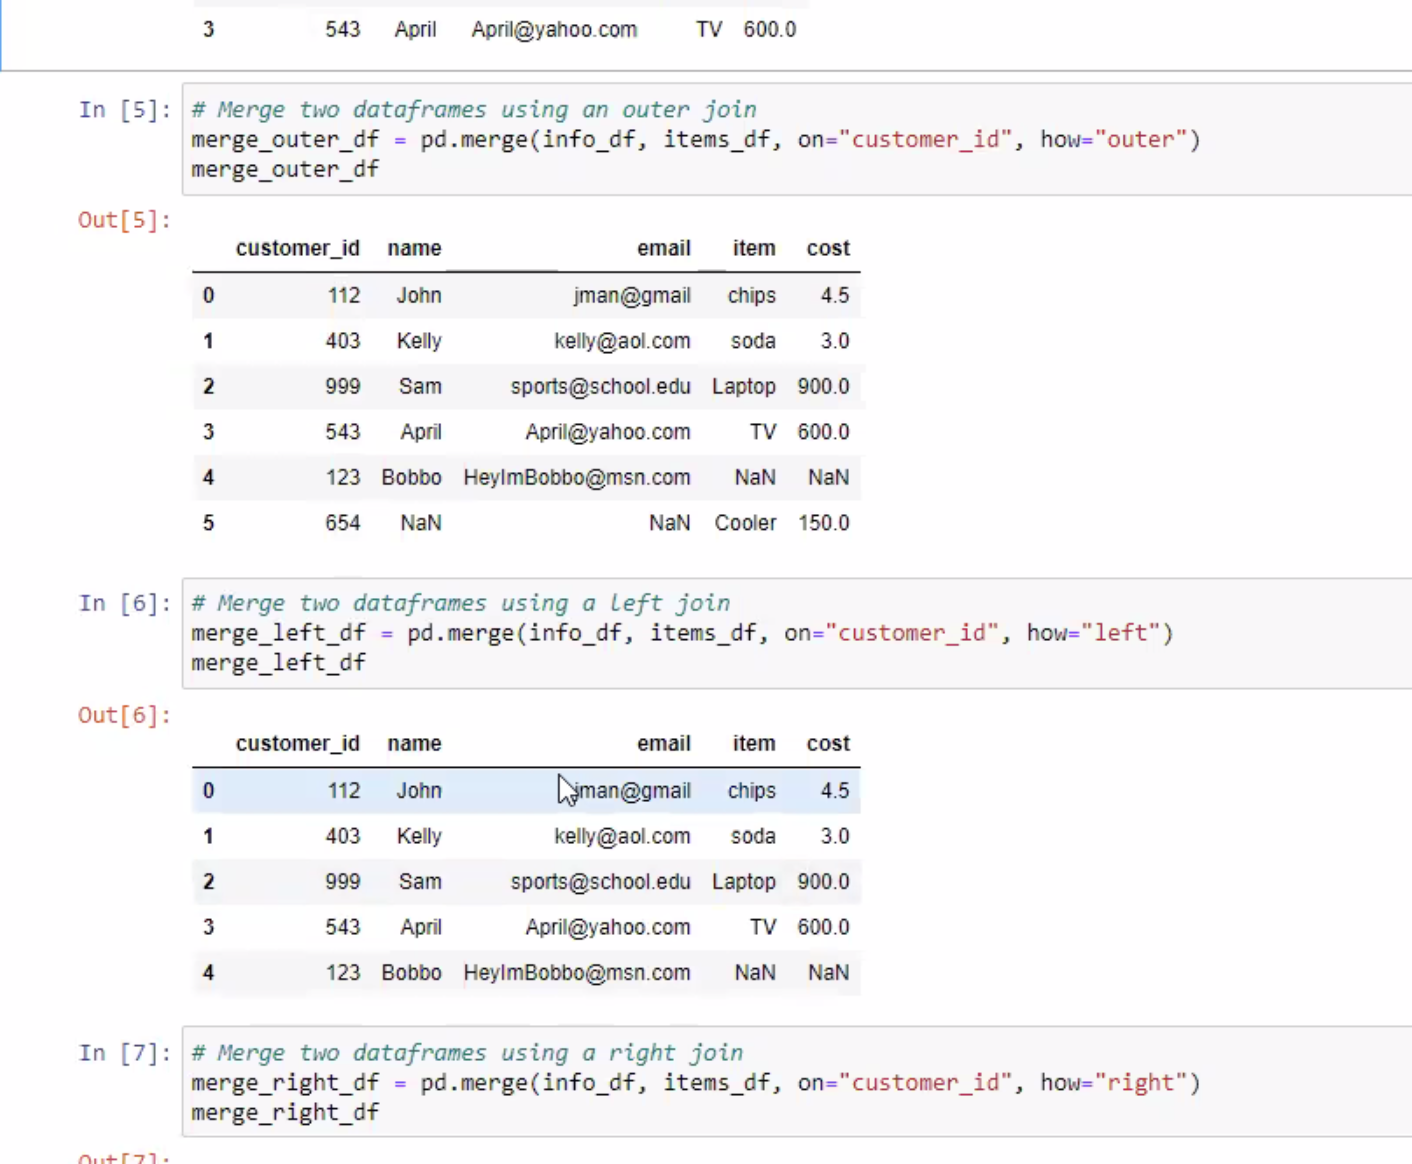 3 543 April April@yahoo.com TV 600.0
In [5]: # Merge two dataframes using an outer join
merge_outer_df = pd.merge(info_df, items_df, on="customer_id", how="outer")
merge_outer_df
Out[5]:
customer_id name email item cost
0 112 John jman@gmail chips 4.5
1 403 Kelly kelly@aol.com soda 3.0
2 999 Sam sports@school.edu Laptop 900.0
3 543 April April@yahoo.com TV 600.0
4 123 Bobbo HeyImBobbo@msn.com NaN NaN
5 654 NaN NaN Cooler 150.0
In [6]: # Merge two dataframes using a left join
merge_left_df = pd.merge(info_df, items_df, on="customer_id", how="left")
merge_left_df
Out[6]:
customer_id name email item cost
0 112 John jman@gmail chips 4.5
1 403 Kelly kelly@aol.com soda 3.0
2 999 Sam sports@school.edu Laptop 900.0
3 543 April April@yahoo.com TV 600.0
4 123 Bobbo HeyImBobbo@msn.com NaN NaN
In [7]: # Merge two dataframes using a right join
merge_right_df = pd.merge(info_df, items_df, on="customer_id", how="right")
merge_right_df
Out[7]: